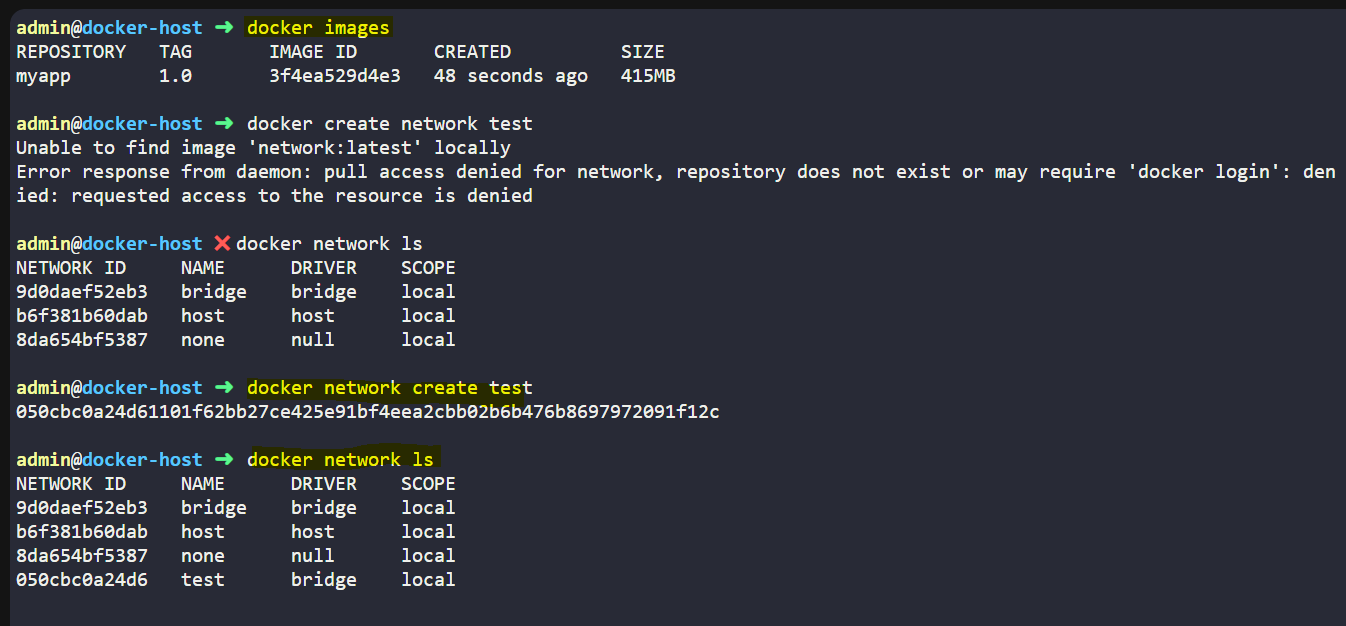 admin@docker-host ➜ docker images
REPOSITORY   TAG       IMAGE ID       CREATED          SIZE
myapp        1.0       3f4ea529d4e3   48 seconds ago   415MB
admin@docker-host ➜ docker create network test
Unable to find image 'network:latest' locally
Error response from daemon: pull access denied for network, repository does not exist or may require 'docker login': den
ied: requested access to the resource is denied
admin@docker-host ❌docker network ls
NETWORK ID     NAME      DRIVER    SCOPE
9d0daef52eb3   bridge    bridge    local
b6f381b60dab   host      host      local
8da654bf5387   none      null      local
admin@docker-host ➜ docker network create test
050cbc0a24d61101f62bb27ce425e91bf4eea2cbb02b6b476b8697972091f12c
admin@docker-host ➜ docker network ls
NETWORK ID     NAME      DRIVER    SCOPE
9d0daef52eb3   bridge    bridge    local
b6f381b60dab   host      host      local
8da654bf5387   none      null      local
050cbc0a24d6   test      bridge    local